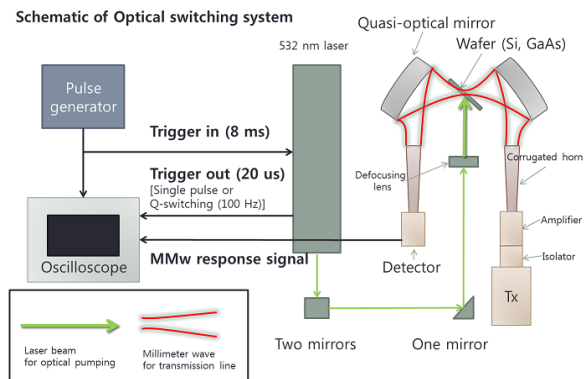 Schematic of Optical switching system
532 nm laser
Quasi-optical mirror
Wafer (Si, GaAs)
Pulse
generator
Trigger in (8 ms)
Trigger out (20 us)
[Single pulse or
Q-switching (100 Hz)]
Defocusing
lens
Corrugated horn
Amplifier
Isolator
Oscilloscope
MMw response signal
Detector
Tx
Two mirrors
One mirror
Laser beam
for optical pumping
Millimeter wave
for transmission line